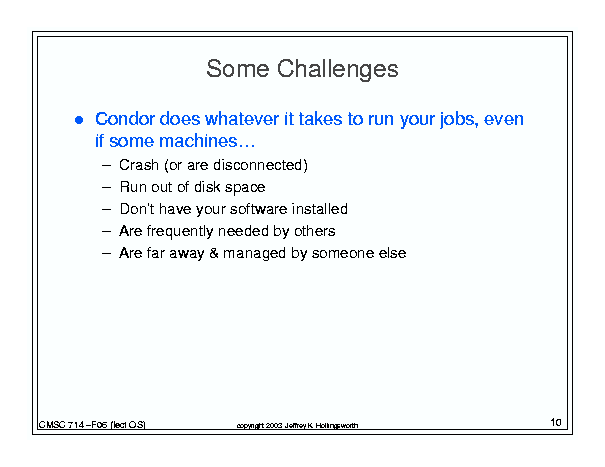 Some Challenges
● Condor does whatever it takes to run your jobs, even
if some machines…
– Crash (or are disconnected)
– Run out of disk space
– Don't have your software installed
– Are frequently needed by others
– Are far away & managed by someone else
CMSC 714 –F05 (lect OS)
copyright 2003 Jeffrey K. Hollingsworth
10